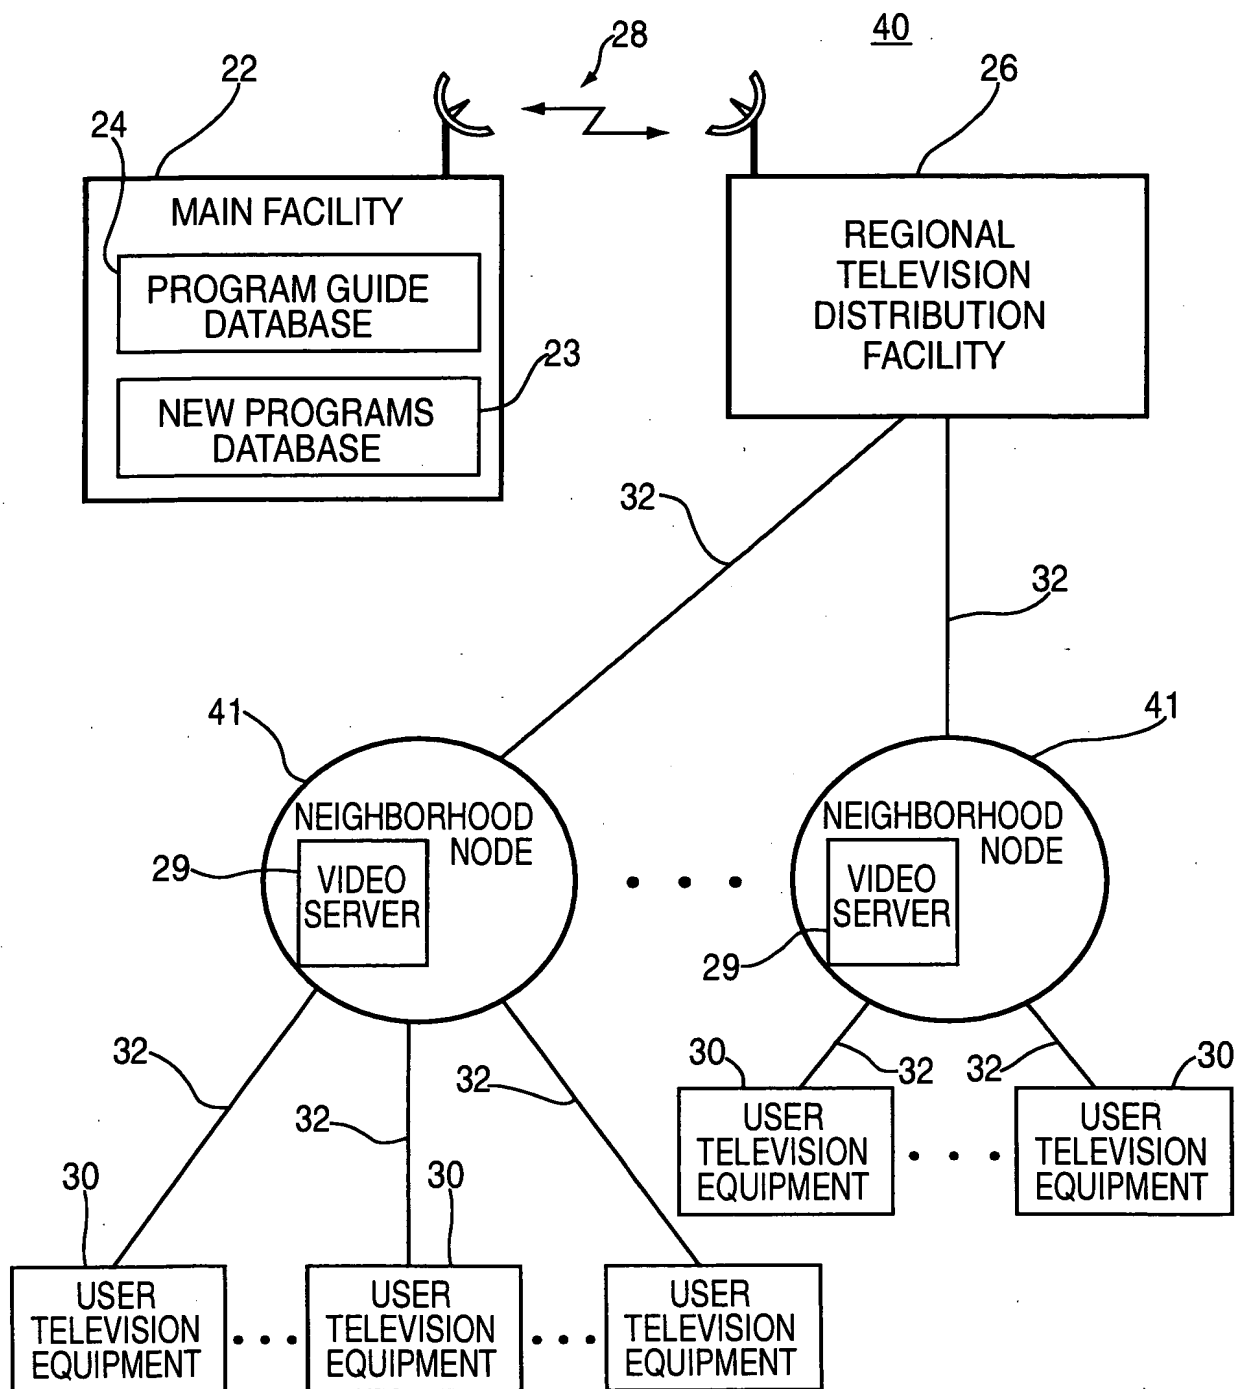 40
28
22
26
24
MAIN FACILITY
PROGRAM GUIDE
DATABASE
23
NEW PROGRAMS
DATABASE
REGIONAL
TELEVISION
DISTRIBUTION
FACILITY
32
32
41
41
NEIGHBORHOOD
NODE
29
VIDEO
SERVER
NEIGHBORHOOD
NODE
VIDEO
SERVER
29
32
32
32
32
32
30
30
USER
TELEVISION
EQUIPMENT
USER
TELEVISION
EQUIPMENT
30
30
USER
TELEVISION
EQUIPMENT
USER
TELEVISION
EQUIPMENT
USER
TELEVISION
EQUIPMENT